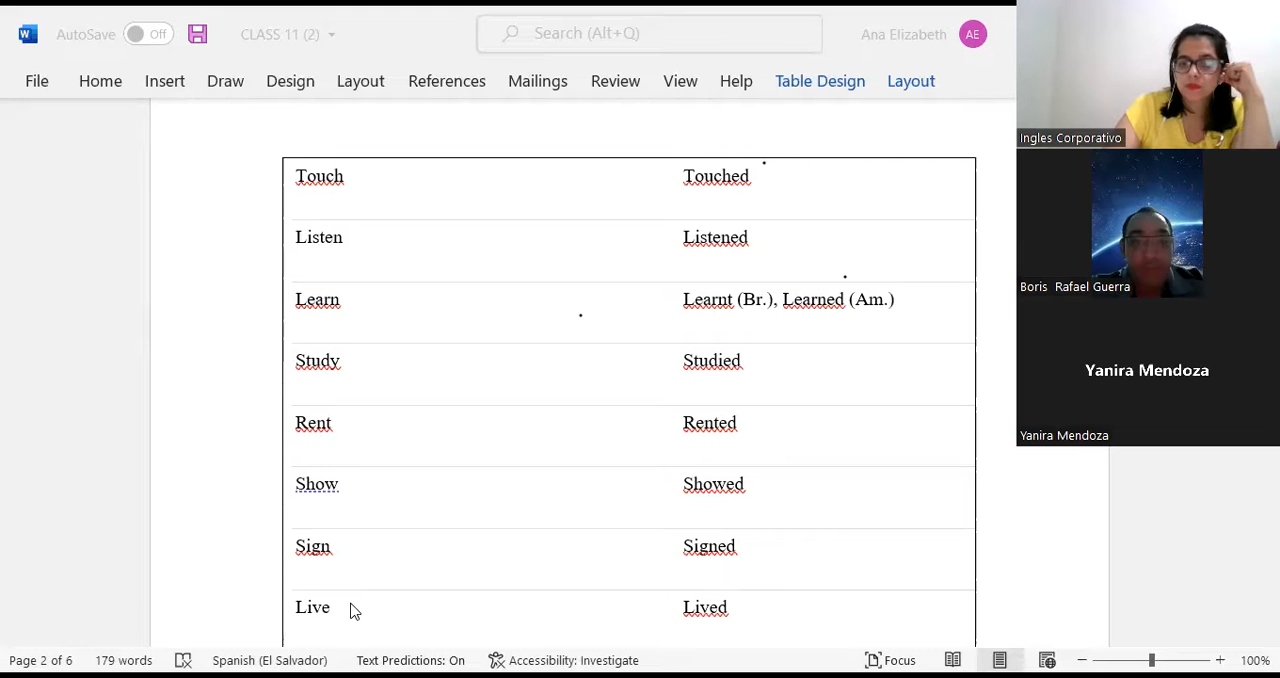 AutoSave Off CLASS 11 (2) Search (Alt+Q) Ana Elizabeth AE
File Home Insert Draw Design Layout References Mailings Review View Help Table Design Layout
Touch Touched
Listen Listened
Learn Learnt (Br.), Learned (Am.)
Study Studied
Rent Rented
Show Showed
Sign Signed
Live Lived
Page 2 of 6 179 words Spanish (El Salvador) Text Predictions: On Accessibility: Investigate Focus 100%
Ingles Corporativo
Boris Rafael Guerra
Yanira Mendoza
Yanira Mendoza